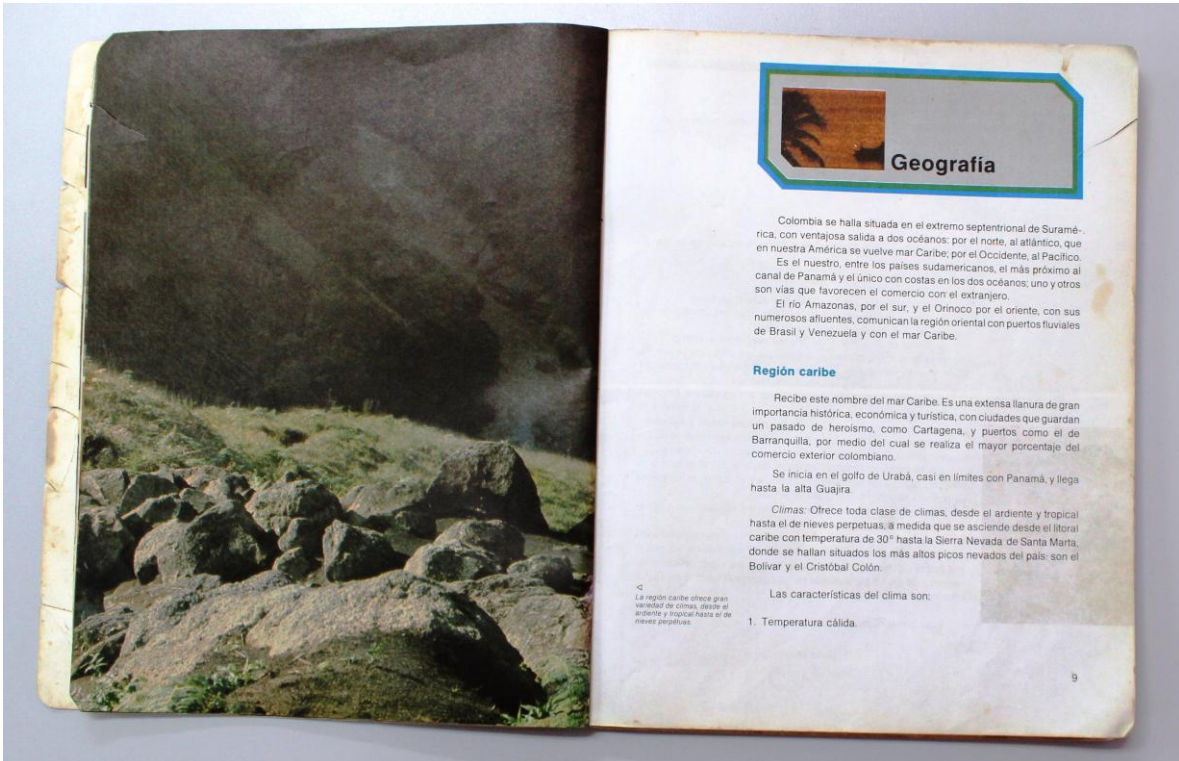 Geografía
Colombia se halla situada en el extremo septentrional de Suramé-
rica, con ventajosa salida a dos océanos: por el norte, al atlántico, que
en nuestra América se vuelve mar Caribe; por el Occidente, al Pacífico.
Es el nuestro, entre los países sudamericanos, el más próximo al
canal de Panamá y el único con costas en los dos océanos; uno y otros
son vías que favorecen el comercio con el extranjero.
El río Amazonas, por el sur, y el Orinoco por el oriente, con sus
numerosos afluentes, comunican la región oriental con puertos fluviales
de Brasil y Venezuela y con el mar Caribe.
Región caribe
Recibe este nombre del mar Caribe. Es una extensa llanura de gran
importancia histórica, económica y turística, con ciudades que guardan
un pasado de heroísmo, como Cartagena, y puertos como el de
Barranquilla, por medio del cual se realiza el mayor porcentaje del
comercio exterior colombiano.
Se inicia en el golfo de Urabá, casi en límites con Panamá, y llega
hasta la alta Guajira.
Climas: Ofrece toda clase de climas, desde el ardiente y tropical
hasta el de nieves perpetuas, a medida que se asciende desde el litoral
caribe con temperatura de 30° hasta la Sierra Nevada de Santa Marta,
donde se hallan situados los más altos picos nevados del país: son el
Bolívar y el Cristóbal Colón.
La región caribe ofrece gran
variedad de climas, desde el
ardiente y tropical hasta el de
nieves perpétuas.
Las características del clima son:
1. Temperatura cálida.
9